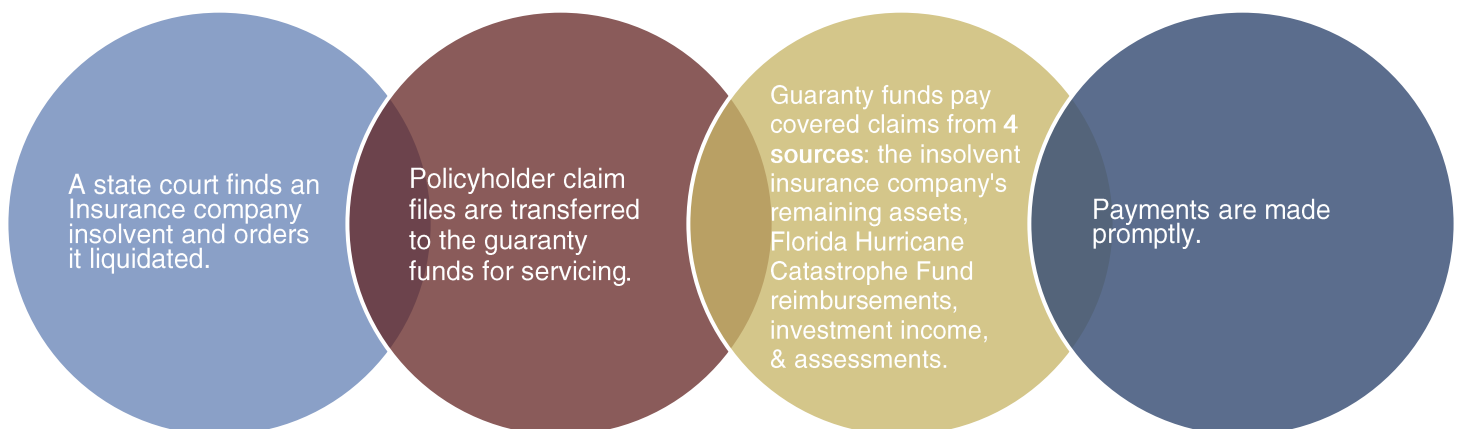 A state court finds an
Insurance company
insolvent and orders
it liquidated.
Policyholder claim
files are transferred
to the guaranty
funds for servicing.
Guaranty funds pay
covered claims from 4
sources: the insolvent
insurance company's
remaining assets,
Florida Hurricane
Catastrophe Fund
reimbursements,
investment income,
& assessments.
Payments are made
promptly.